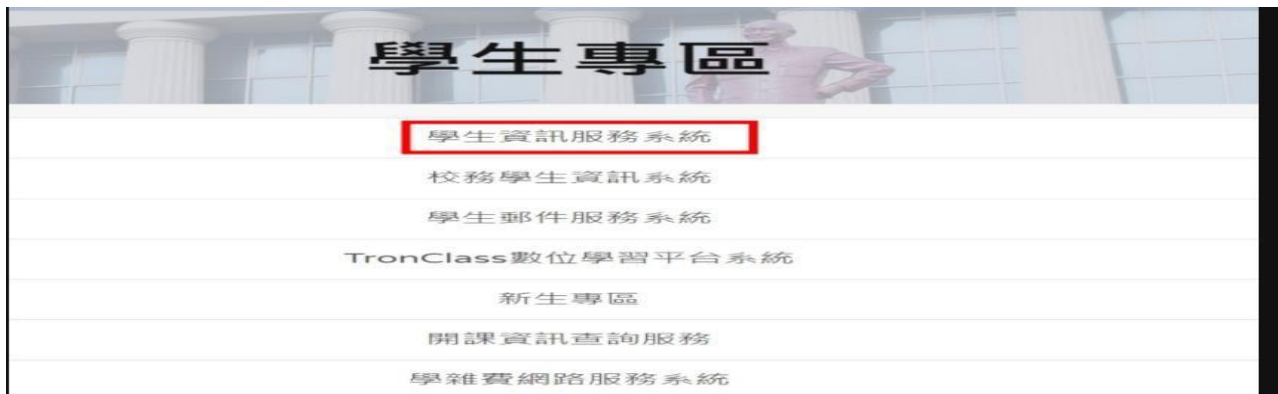 學生專區
學生資訊服務系統
校務學生資訊系統
學生郵件服務系統
TronClass數位學習平台系統
新生專區
開課資訊查詢服務
學雜費網路服務系統